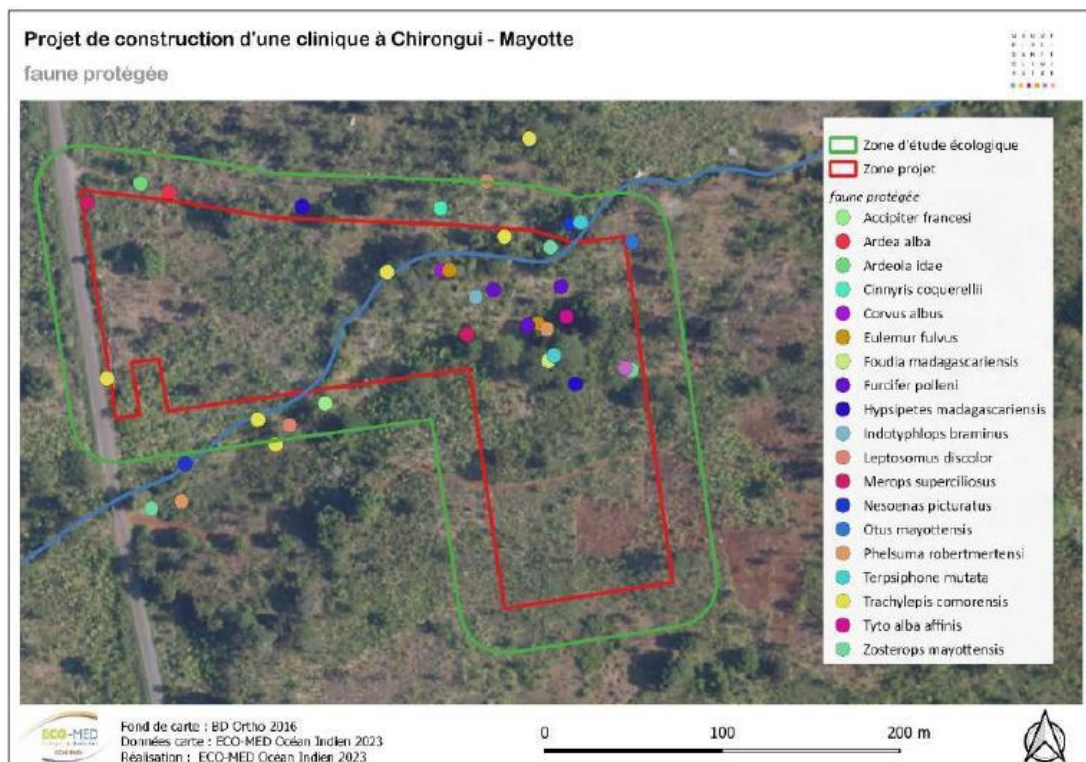 Projet de construction d'une clinique à Chirongui - Mayotte
faune protégée
Zone d'étude écologique
Zone projet
faune protégée
Accipiter francesi
Ardea alba
Ardeola idae
Cinnyris coquerellii
Corvus albus
Eulemur fulvus
Foudia madagascariensis
Furcifer polleni
Hypsipetes madagascariensis
Indotyphlops braminus
Leptosomus discolor
Merops superciliosus
Nesoenas picturatus
Otus mayottensis
Phelsuma robertmertensi
Terpsiphone mutata
Trachylepis comorensis
Tyto alba affinis
Zosterops mayottensis
ECO-MED
Fond de carte : BD Ortho 2016
Données carte : ECO-MED Océan Indien 2023
Réalisation : ECO-MED Océan Indien 2023
0 100 200 m